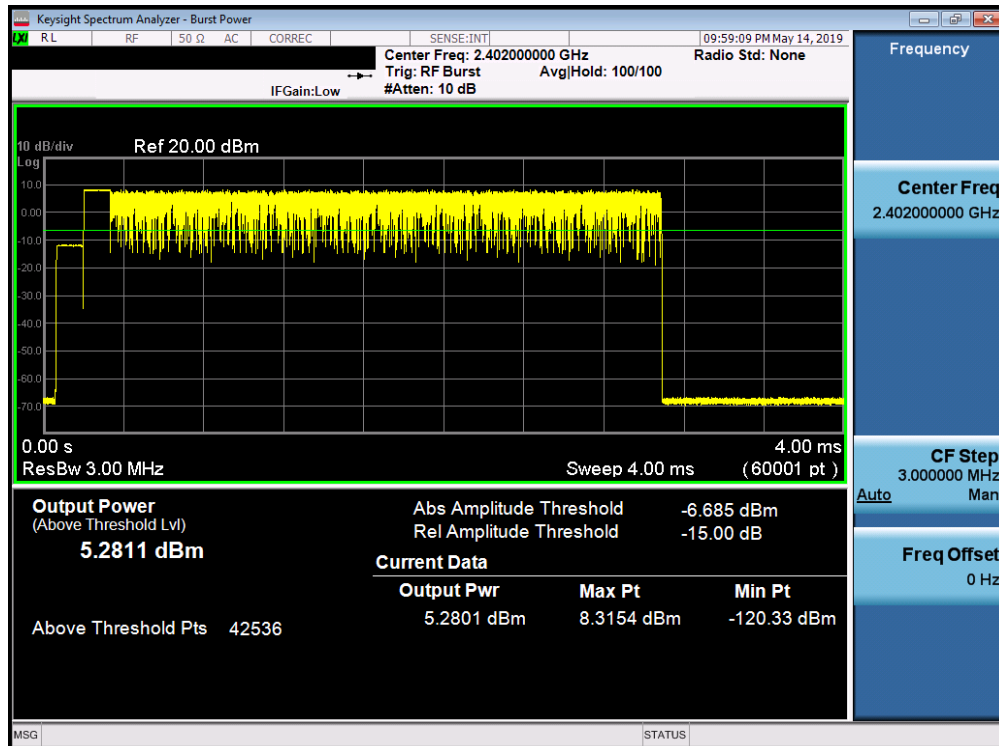 Keysight Spectrum Analyzer - Burst Power
LXI RL RF 50 Ω AC CORREC SENSE:INT 09:59:09 PM May 14, 2019
Center Freq: 2.402000000 GHz Radio Std: None
Trig: RF Burst Avg|Hold: 100/100
IFGain:Low #Atten: 10 dB
10 dB/div Ref 20.00 dBm
Log
10.0
0.00
-10.0
-20.0
-30.0
-40.0
-50.0
-60.0
-70.0
0.00 s 4.00 ms
ResBw 3.00 MHz Sweep 4.00 ms (60001 pt)
Output Power
(Above Threshold Lvl)
5.2811 dBm
Above Threshold Pts 42536
Abs Amplitude Threshold -6.685 dBm
Rel Amplitude Threshold -15.00 dB
Current Data
Output Pwr Max Pt Min Pt
5.2801 dBm 8.3154 dBm -120.33 dBm
Frequency
Center Freq
2.402000000 GHz
CF Step
3.000000 MHz
Auto Man
Freq Offset
0 Hz
MSG STATUS